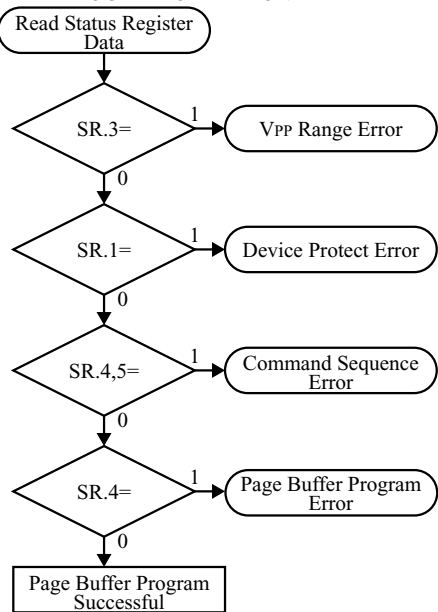 Read Status Register
Data
SR.3=
1
VPP Range Error
0
SR.1=
1
Device Protect Error
0
SR.4,5=
1
Command Sequence
Error
0
SR.4=
1
Page Buffer Program
Error
0
Page Buffer Program
Successful